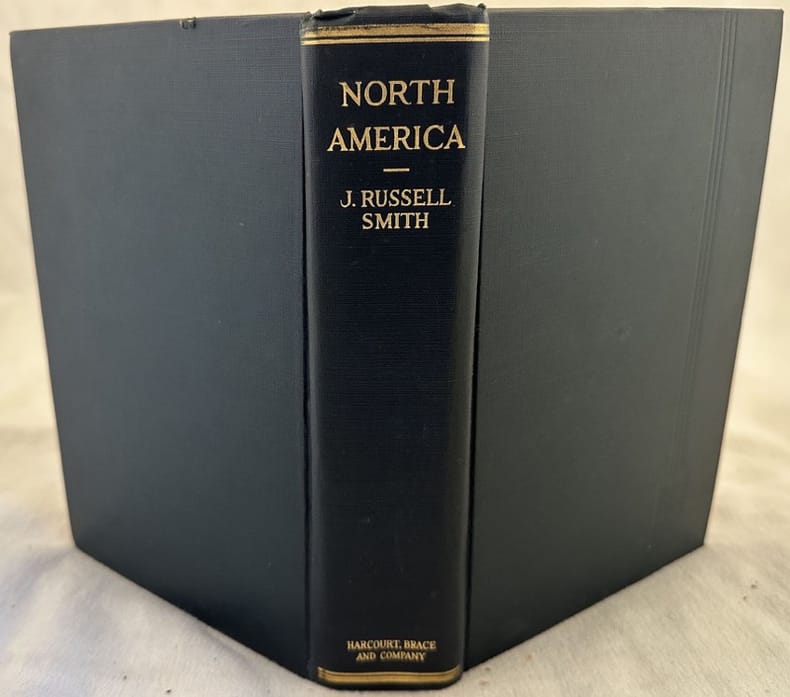 NORTH
AMERICA
J. RUSSELL
SMITH
HARCOURT, BRACE
AND COMPANY